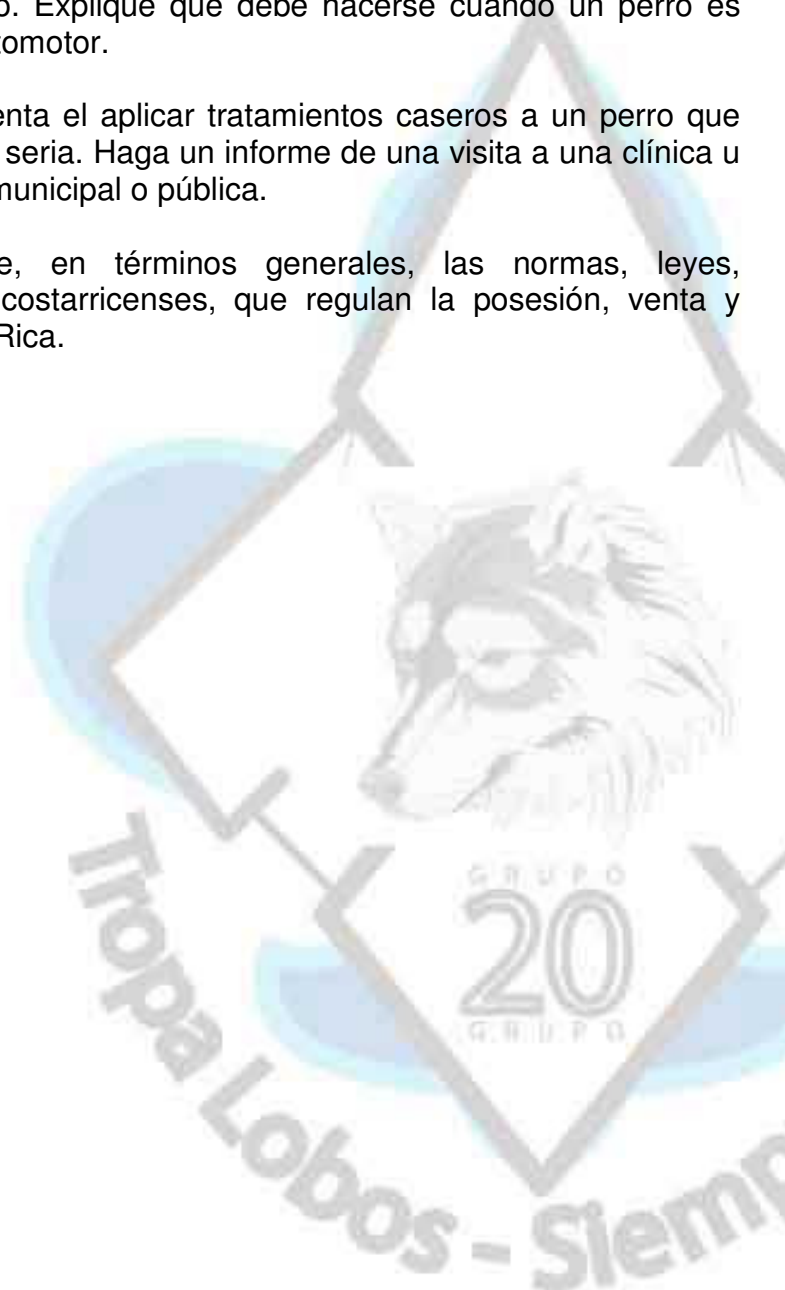 o. Explique que debe hacerse cuando un perro es
tomotor.
enta el aplicar tratamientos caseros a un perro que
seria. Haga un informe de una visita a una clínica u
municipal o pública.
e, en términos generales, las normas, leyes,
costarricenses, que regulan la posesión, venta y
Rica.
GRUPO
20
GRUPO
Tropa Lobos - Siemp